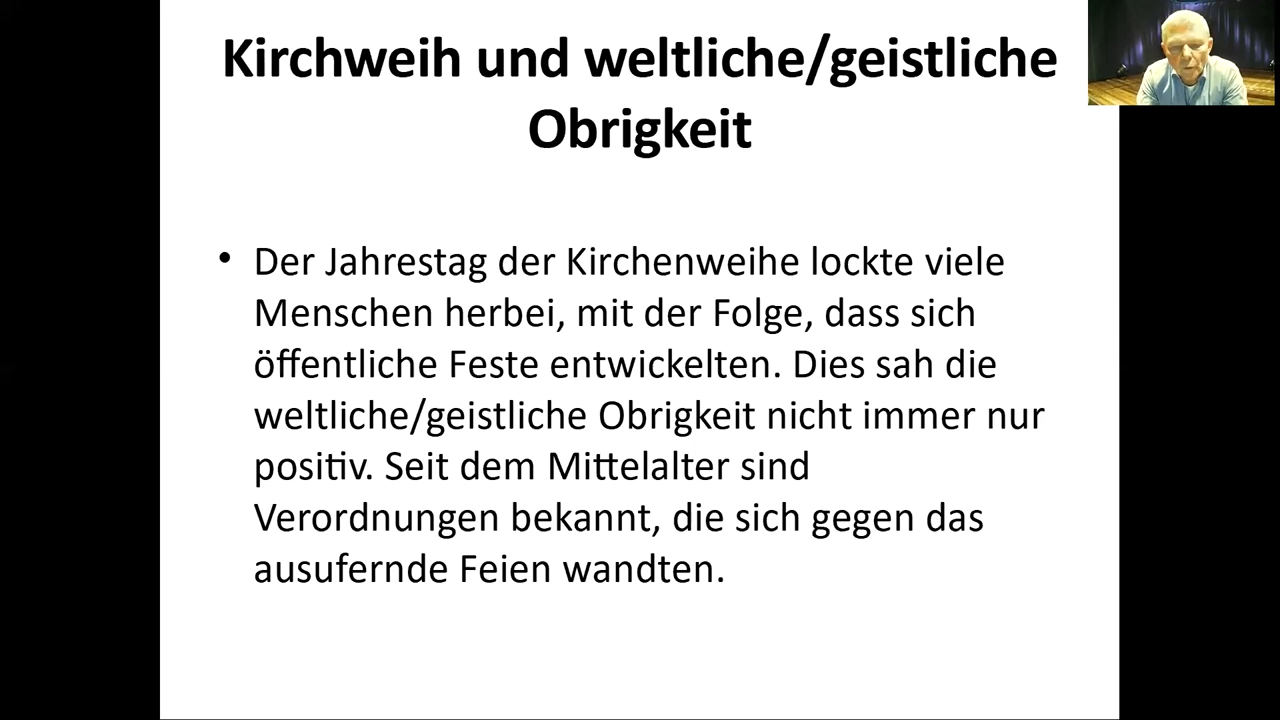 Kirchweih und weltliche/geistliche
Obrigkeit
• Der Jahrestag der Kirchenweihe lockte viele
Menschen herbei, mit der Folge, dass sich
öffentliche Feste entwickelten. Dies sah die
weltliche/geistliche Obrigkeit nicht immer nur
positiv. Seit dem Mittelalter sind
Verordnungen bekannt, die sich gegen das
ausufernde Feien wandten.